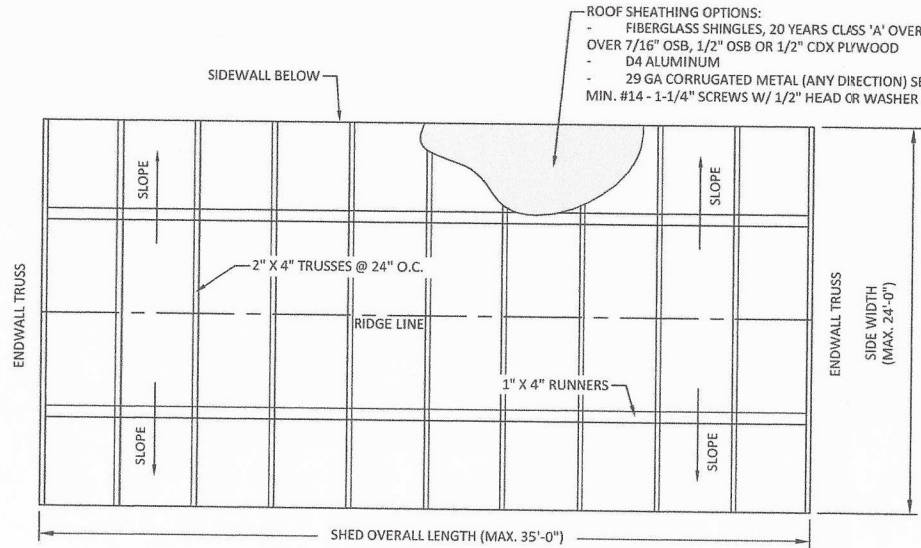 ROOF SHEATHING OPTIONS:
- FIBERGLASS SHINGLES, 20 YEARS CLASS 'A' OVER
OVER 7/16" OSB, 1/2" OSB OR 1/2" CDX PLYWOOD
- D4 ALUMINUM
- 29 GA CORRUGATED METAL (ANY DIRECTION)
MIN. #14 - 1-1/4" SCREWS W/ 1/2" HEAD OR WASHER
SIDEWALL BELOW
SLOPE
SLOPE
2" X 4" TRUSSES @ 24" O.C.
ENDWALL TRUSS
RIDGE LINE
ENDWALL TRUSS
SIDE WIDTH
(MAX. 24'-0")
1" X 4" RUNNERS
SLOPE
SLOPE
SHED OVERALL LENGTH (MAX. 35'-0")